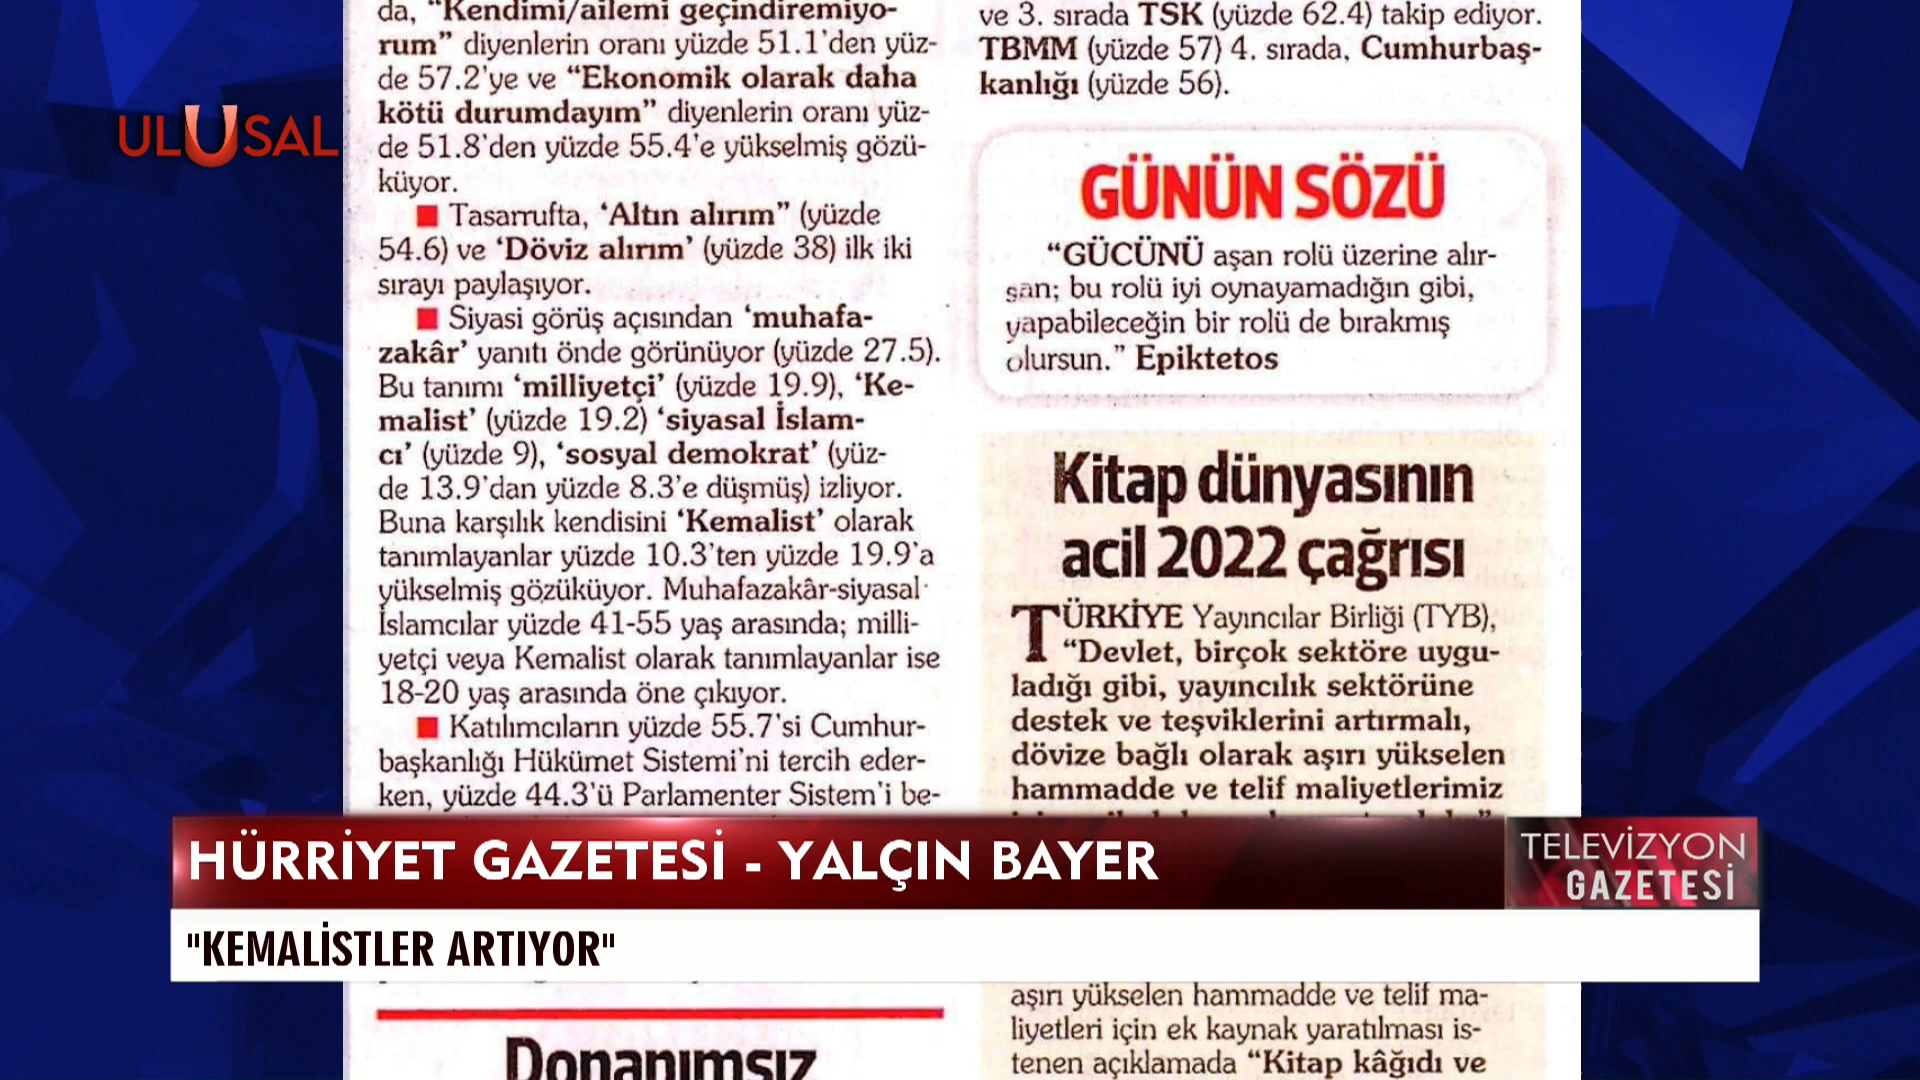 da, “Kendimi/ailemi geçindiremiyo-
rum” diyenlerin oranı yüzde 51.1'den yüz-
de 57.2'ye ve “Ekonomik olarak daha
kötü durumdayım” diyenlerin oranı yüz-
de 51.8'den yüzde 55.4'e yükselmiş gözü-
küyor.
■ Tasarrufta, ‘Altın alırım” (yüzde
54.6) ve ‘Döviz alırım’ (yüzde 38) ilk iki
sırayı paylaşıyor.
■ Siyasi görüş açısından ‘muhafa-
zakâr’ yanıtı önde görünüyor (yüzde 27.5).
Bu tanımı ‘milliyetçi’ (yüzde 19.9), ‘Ke-
malist’ (yüzde 19.2) ‘siyasal İslam-
cı’ (yüzde 9), ‘sosyal demokrat’ (yüz-
de 13.9'dan yüzde 8.3'e düşmüş) izliyor.
Buna karşılık kendisini ‘Kemalist’ olarak
tanımlayanlar yüzde 10.3'ten yüzde 19.9'a
yükselmiş gözüküyor. Muhafazakâr-siyasal
İslamcılar yüzde 41-55 yaş arasında; milli-
yetçi veya Kemalist olarak tanımlayanlar ise
18-20 yaş arasında öne çıkıyor.
■ Katılımcıların yüzde 55.7'si Cumhur-
başkanlığı Hükümet Sistemi'ni tercih eder-
ken, yüzde 44.3'ü Parlamenter Sistem'i be-
Donanımsız
ve 3. sırada TSK (yüzde 62.4) takip ediyor.
TBMM (yüzde 57) 4. sırada, Cumhurbaş-
kanlığı (yüzde 56).
GÜNÜN SÖZÜ
“GÜCÜNÜ aşan rolü üzerine alır-
san; bu rolü iyi oynayamadığın gibi,
yapabileceğin bir rolü de bırakmış
olursun.” Epiktetos
Kitap dünyasının
acil 2022 çağrısı
TÜRKİYE Yayıncılar Birliği (TYB),
“Devlet, birçok sektöre uygu-
ladığı gibi, yayıncılık sektörüne
destek ve teşviklerini artırmalı,
dövize bağlı olarak aşırı yükselen
hammadde ve telif maliyetlerimiz
aşırı yükselen hammadde ve telif ma-
liyetleri için ek kaynak yaratılması is-
tenen açıklamada “Kitap kâğıdı ve
ULUSAL
HÜRRİYET GAZETESİ - YALÇIN BAYER
TELEVİZYON
GAZETESİ
"KEMALİSTLER ARTIYOR"